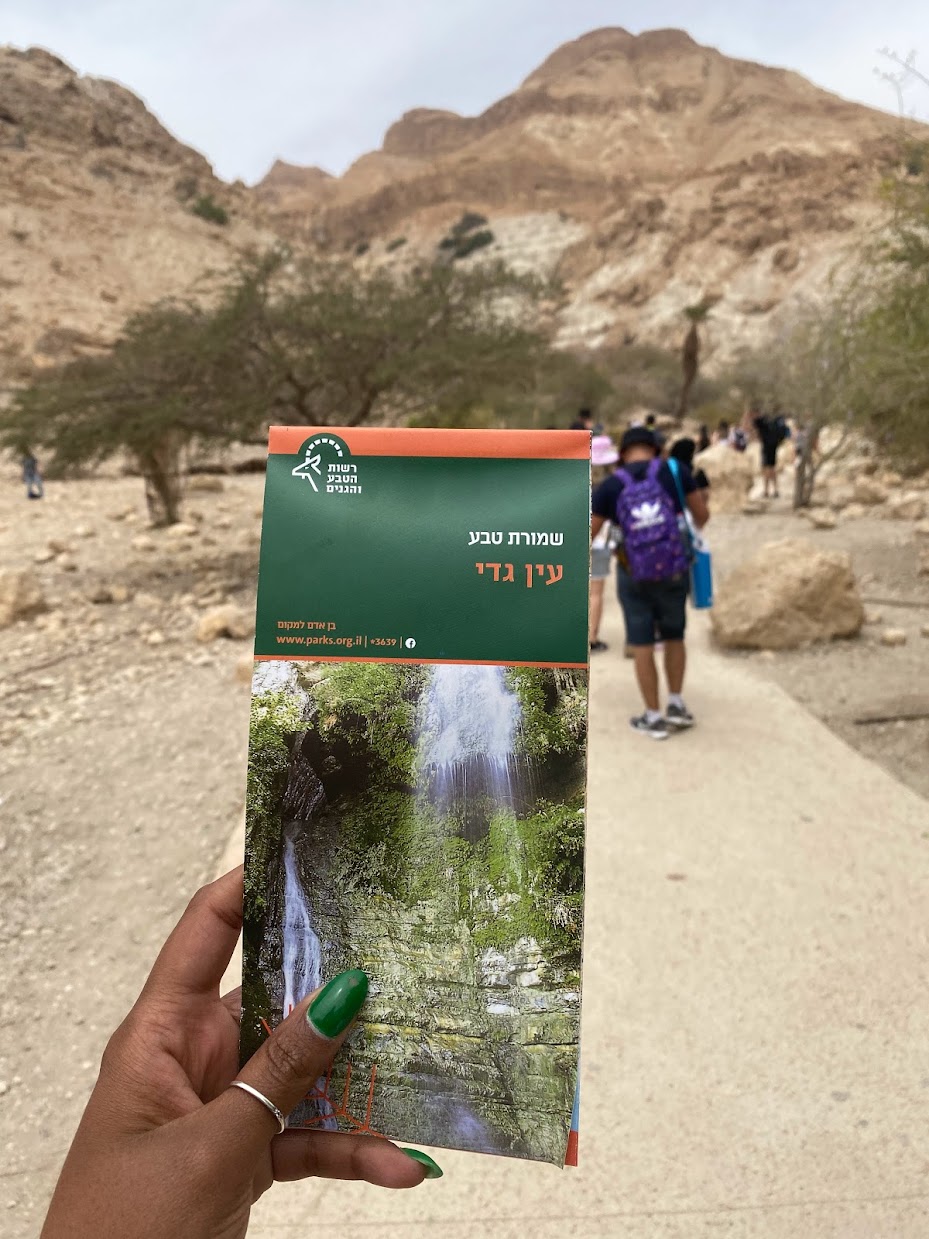 רשות
הטבע
והגנים
שמורת טבע
עין גדי
בן אדם למקום
www.parks.org.il | *3639 |